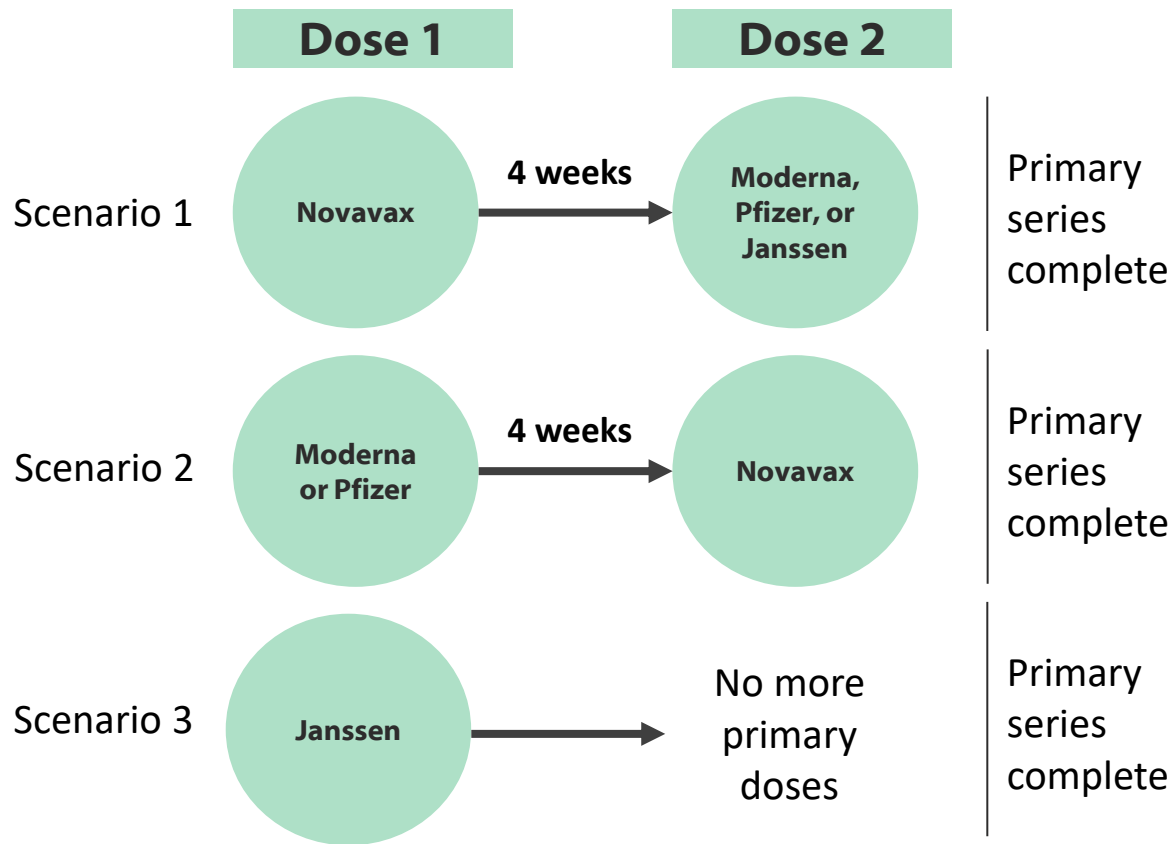 Dose 1
Dose 2
Scenario 1
Novavax
4 weeks
Moderna,
Pfizer, or
Janssen
Primary
series
complete
Scenario 2
Moderna
or Pfizer
4 weeks
Novavax
Primary
series
complete
Scenario 3
Janssen
No more
primary
doses
Primary
series
complete